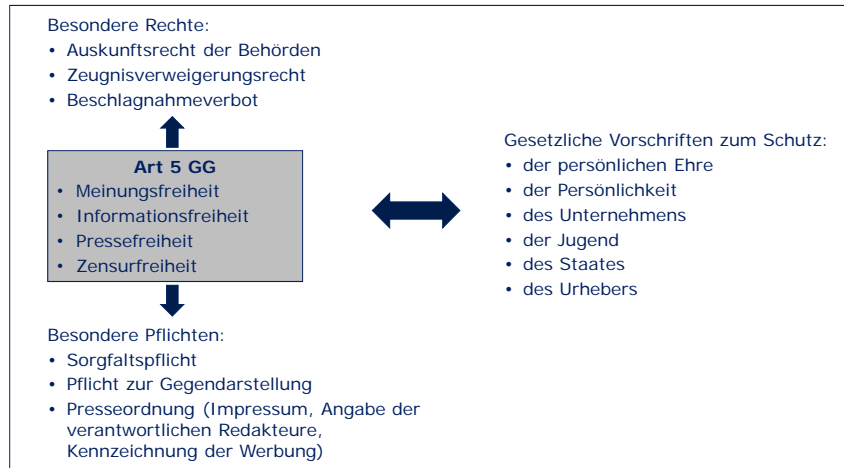 Besondere Rechte:
• Auskunftsrecht der Behörden
• Zeugnisverweigerungsrecht
• Beschlagnahmeverbot
Art 5 GG
• Meinungsfreiheit
• Informationsfreiheit
• Pressefreiheit
• Zensurfreiheit
Gesetzliche Vorschriften zum Schutz:
• der persönlichen Ehre
• der Persönlichkeit
• des Unternehmens
• der Jugend
• des Staates
• des Urhebers
Besondere Pflichten:
• Sorgfaltspflicht
• Pflicht zur Gegendarstellung
• Presseordnung (Impressum, Angabe der
verantwortlichen Redakteure,
Kennzeichnung der Werbung)